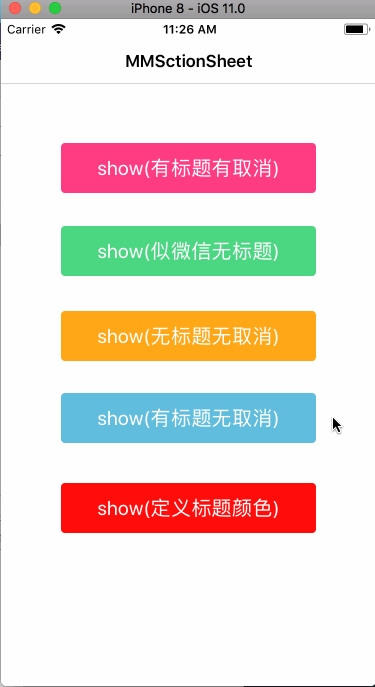 iPhone 8 - iOS 11.0
Carrier 11:26 AM
MMSctionSheet
show(有标题有取消)
show(似微信无标题)
show(无标题无取消)
show(有标题无取消)
show(定义标题颜色)